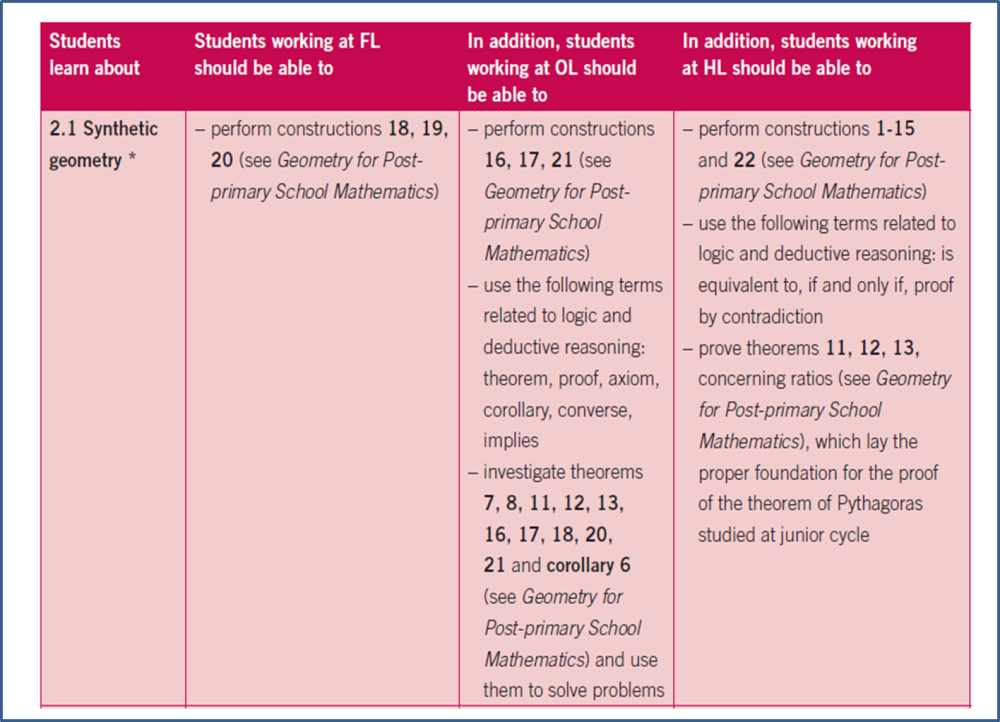 Students
learn about
Students working at FL
should be able to
In addition, students
working at OL should
be able to
In addition, students working
at HL should be able to
2.1 Synthetic
geometry *
– perform constructions 18, 19,
20 (see Geometry for Post-
primary School Mathematics)
– perform constructions
16, 17, 21 (see
Geometry for Post-
primary School
Mathematics)
– use the following terms
related to logic and
deductive reasoning:
theorem, proof, axiom,
corollary, converse,
implies
– investigate theorems
7, 8, 11, 12, 13,
16, 17, 18, 20,
21 and corollary 6
(see Geometry for
Post-primary School
Mathematics) and use
them to solve problems
– perform constructions 1-15
and 22 (see Geometry for Post-
primary School Mathematics)
– use the following terms related to
logic and deductive reasoning: is
equivalent to, if and only if, proof
by contradiction
– prove theorems 11, 12, 13,
concerning ratios (see Geometry
for Post-primary School
Mathematics), which lay the
proper foundation for the proof
of the theorem of Pythagoras
studied at junior cycle